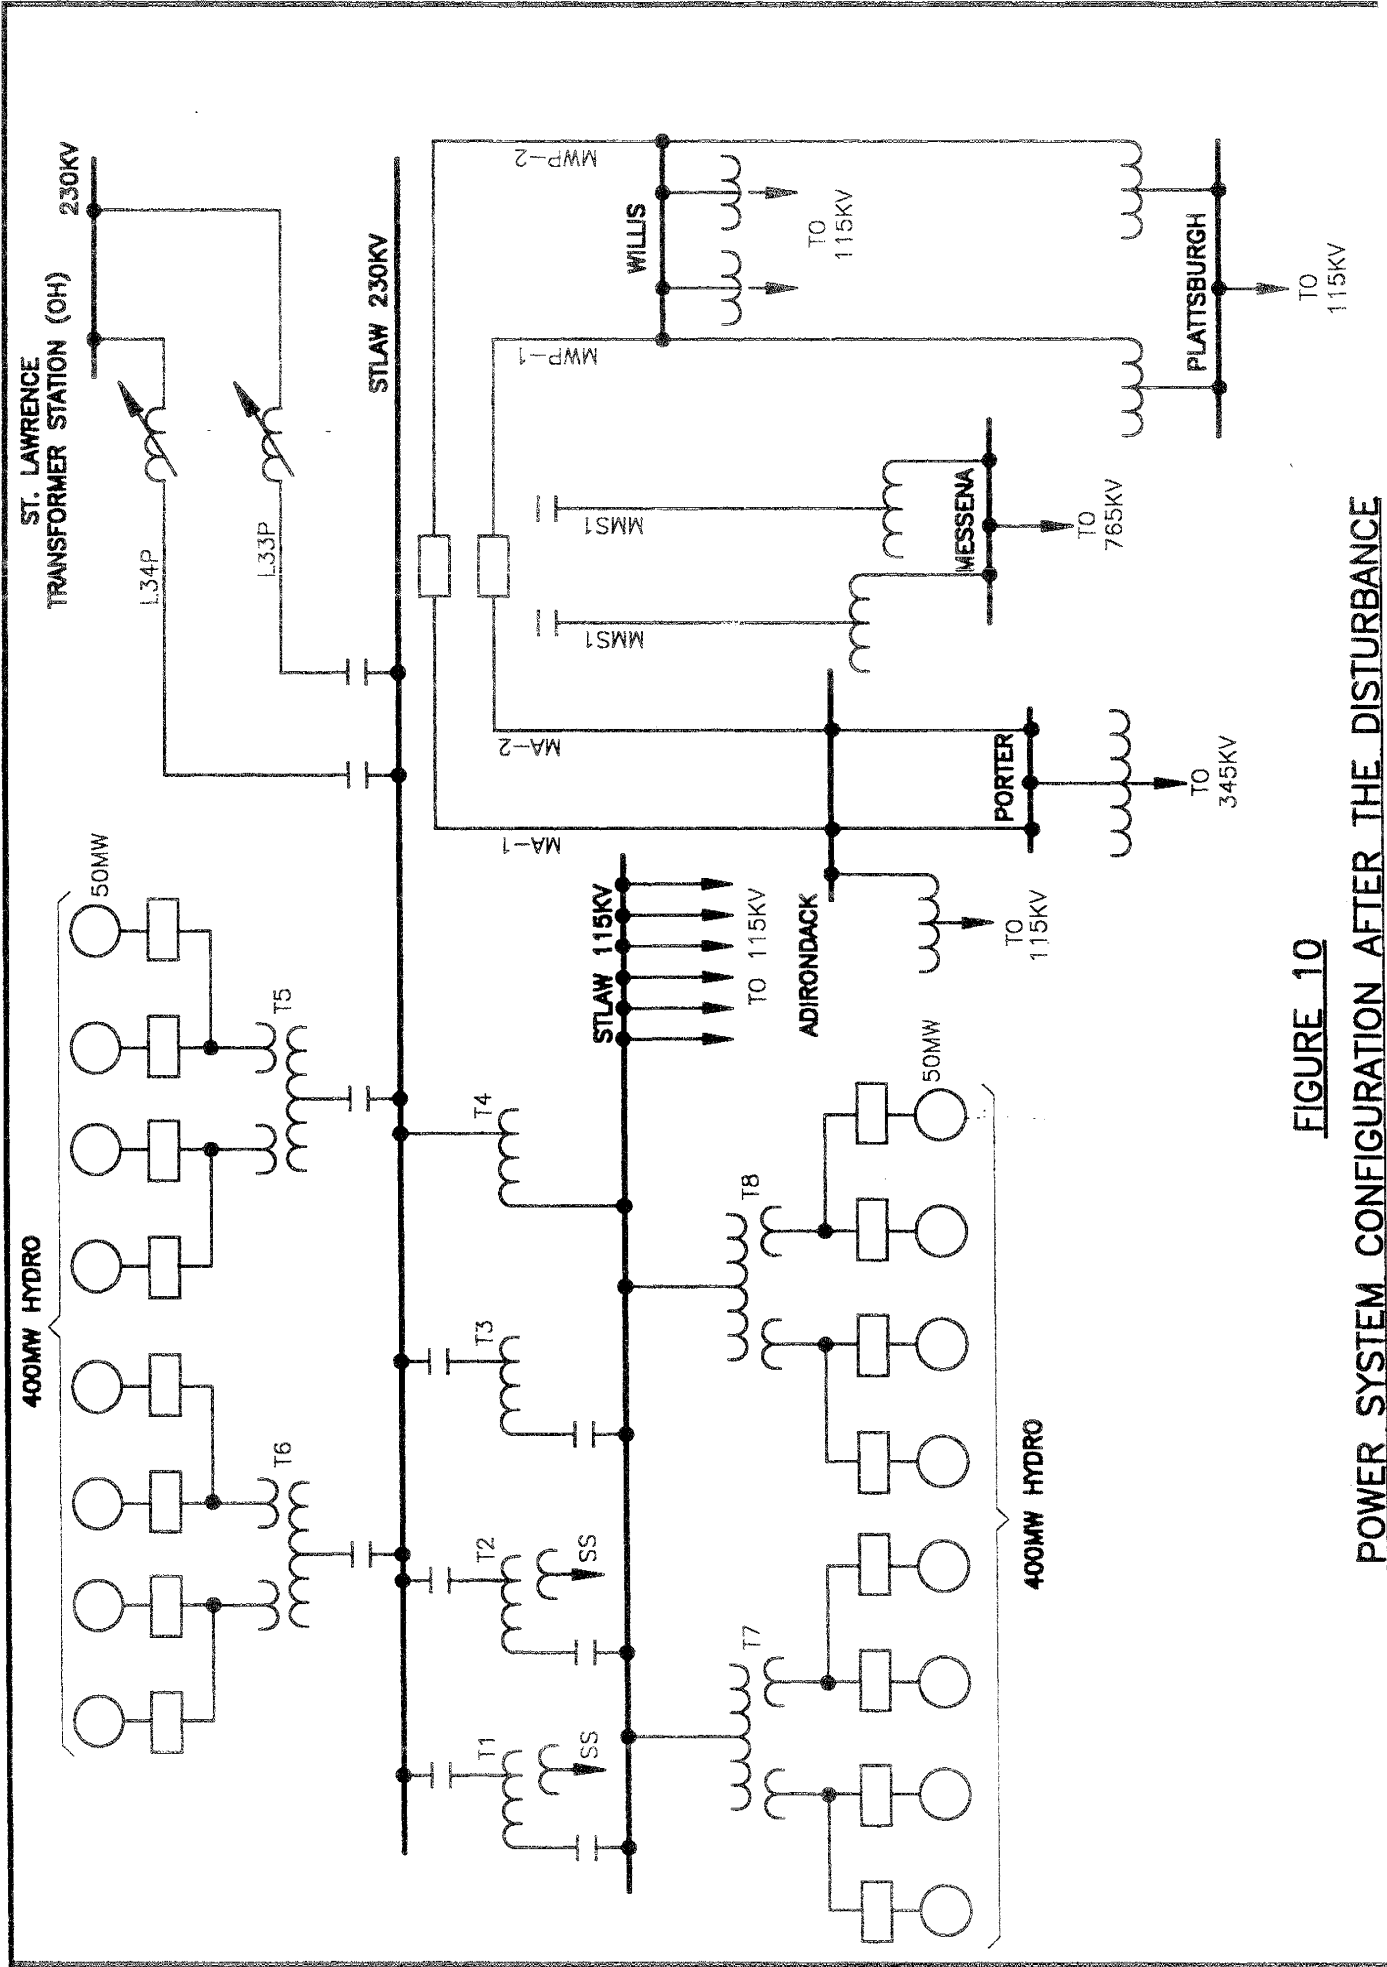 ST. LAWRENCE
TRANSFORMER STATION (OH)
230KV
400MW HYDRO
50MW
L34P
L33P
T6
T5
STLAW 230KV
T1
T2
T3
T4
SS
SS
STLAW 115KV
TO 115KV
MA-1
MA-2
MMS1
MMS1
MWP-1
MWP-2
WILLIS
TO
115KV
T7
T8
ADIRONDACK
TO
115KV
PORTER
TO
345KV
MESSENA
TO
765KV
PLATTSBURGH
TO
115KV
50MW
400MW HYDRO
FIGURE 10
POWER SYSTEM CONFIGURATION AFTER THE DISTURBANCE